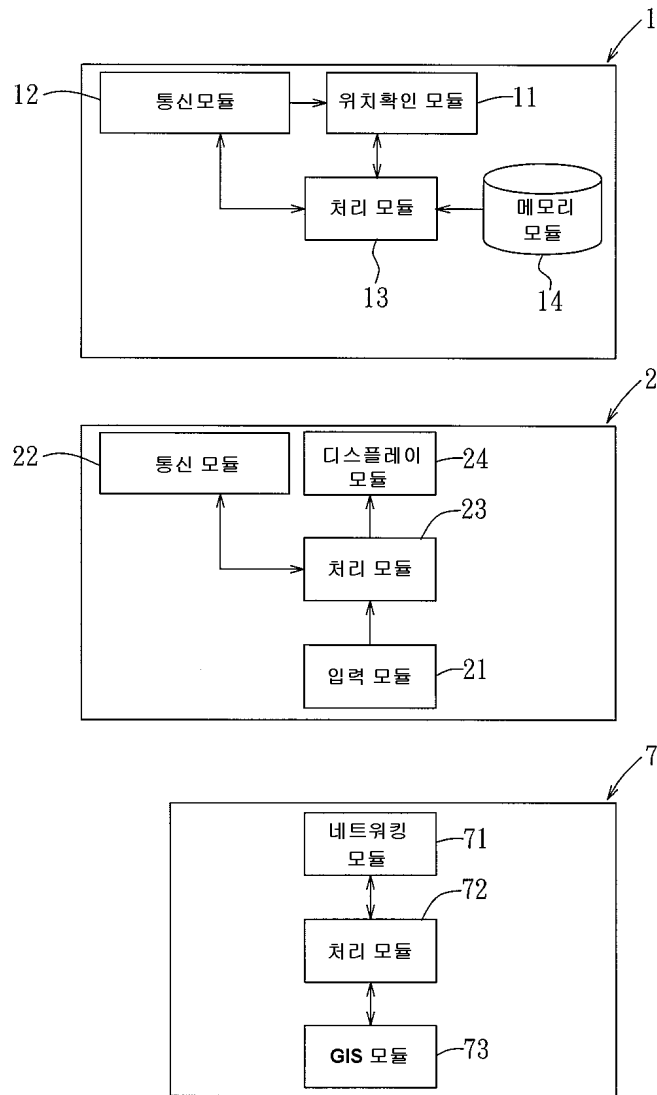 1
12
통신모듈
위치확인 모듈
11
처리 모듈
메모리
모듈
13
14
2
22
통신 모듈
디스플레이
모듈
24
23
처리 모듈
입력 모듈
21
7
네트워킹
모듈
71
72
처리 모듈
GIS 모듈
73